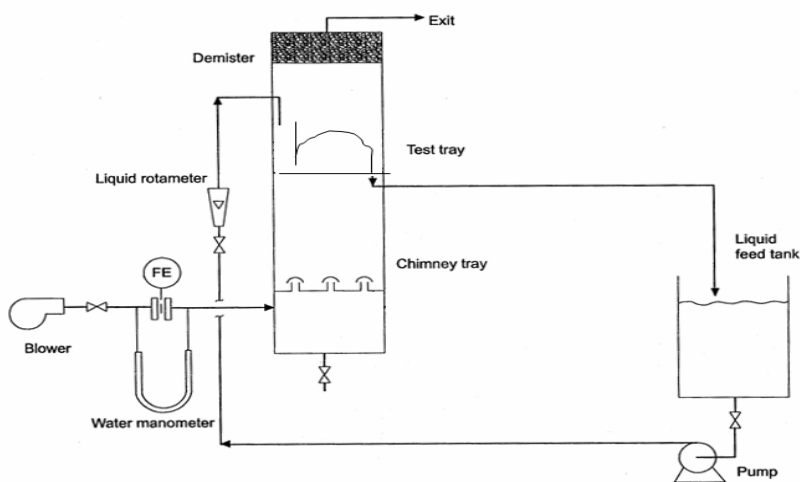 Exit
Demister
Test tray
Liquid rotameter
Liquid
feed tank
Chimney tray
FE
Blower
Water manometer
Pump